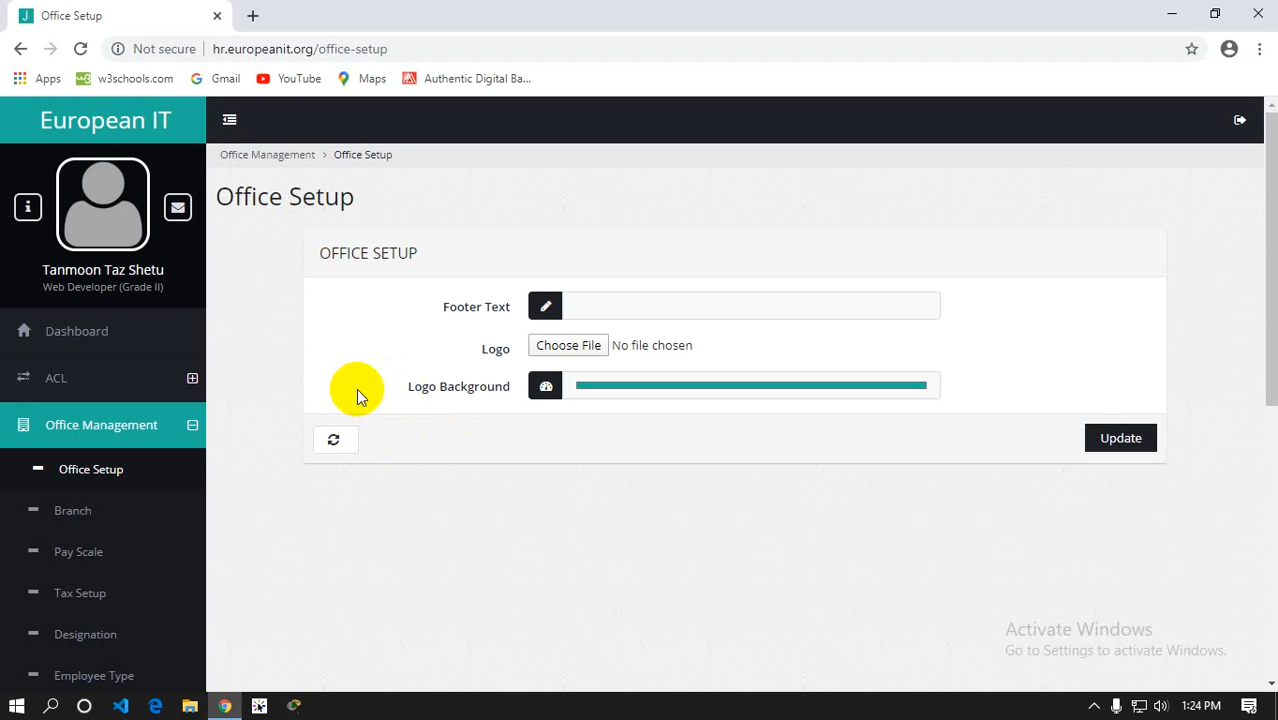 Office Setup
Not secure
hr.europeanit.org/office-setup
Apps
w3schools.com
Gmail
YouTube
Maps
Authentic Digital Ba...
European IT
Office Management > Office Setup
Office Setup
Tanmoon Taz Shetu
Web Developer (Grade II)
Dashboard
ACL
Office Management
Office Setup
Branch
Pay Scale
Tax Setup
Designation
Employee Type
OFFICE SETUP
Footer Text
Logo
Choose File No file chosen
Logo Background
Update
Activate Windows
Go to Settings to activate Windows.
1:24 PM